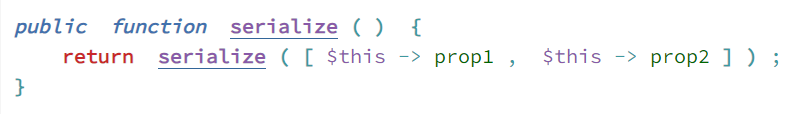 public function serialize ( ) {
return serialize ( [ $this -> prop1 , $this -> prop2 ] ) ;
}